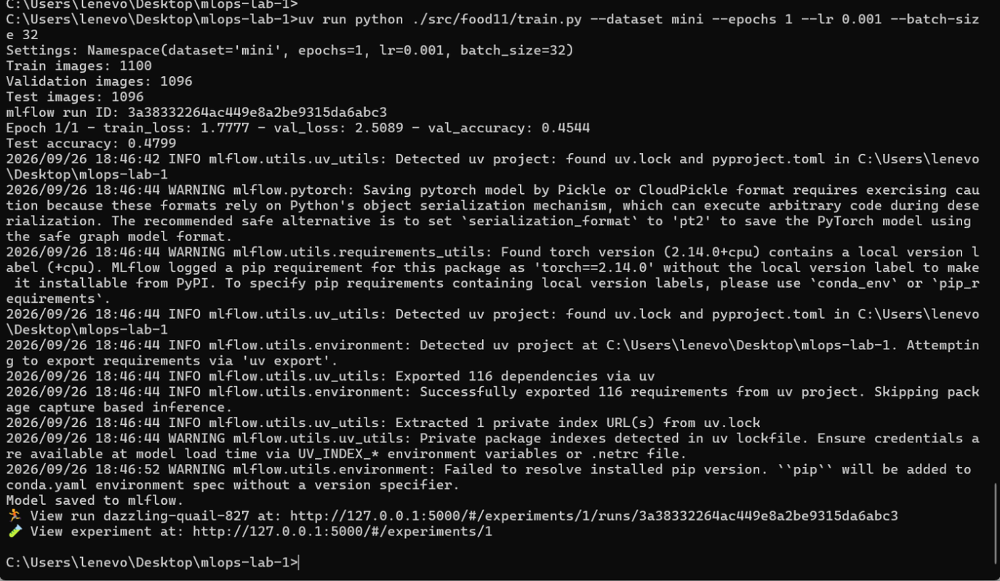 C:\Users\lenevo\Desktop\mlops-lab-1>
C:\Users\lenevo\Desktop\mlops-lab-1>uv run python ./src/food11/train.py --dataset mini --epochs 1 --lr 0.001 --batch-siz
e 32
Settings: Namespace(dataset='mini', epochs=1, lr=0.001, batch_size=32)
Train images: 1100
Validation images: 1096
Test images: 1096
mlflow run ID: 3a38332264ac449e8a2be9315da6abc3
Epoch 1/1 - train_loss: 1.7777 - val_loss: 2.5089 - val_accuracy: 0.4544
Test accuracy: 0.4799
2026/09/26 18:46:42 INFO mlflow.utils.uv_utils: Detected uv project: found uv.lock and pyproject.toml in C:\Users\lenevo
\Desktop\mlops-lab-1
2026/09/26 18:46:44 WARNING mlflow.pytorch: Saving pytorch model by Pickle or CloudPickle format requires exercising cau
tion because these formats rely on Python's object serialization mechanism, which can execute arbitrary code during dese
rialization. The recommended safe alternative is to set `serialization_format` to 'pt2' to save the PyTorch model using
the safe graph model format.
2026/09/26 18:46:44 WARNING mlflow.utils.requirements_utils: Found torch version (2.14.0+cpu) contains a local version l
abel (+cpu). MLflow logged a pip requirement for this package as 'torch==2.14.0' without the local version label to make
 it installable from PyPI. To specify pip requirements containing local version labels, please use `conda_env` or `pip_r
equirements`.
2026/09/26 18:46:44 INFO mlflow.utils.uv_utils: Detected uv project: found uv.lock and pyproject.toml in C:\Users\lenevo
\Desktop\mlops-lab-1
2026/09/26 18:46:44 INFO mlflow.utils.environment: Detected uv project at C:\Users\lenevo\Desktop\mlops-lab-1. Attemptin
g to export requirements via 'uv export'.
2026/09/26 18:46:44 INFO mlflow.utils.uv_utils: Exported 116 dependencies via uv
2026/09/26 18:46:44 INFO mlflow.utils.environment: Successfully exported 116 requirements from uv project. Skipping pack
age capture based inference.
2026/09/26 18:46:44 INFO mlflow.utils.uv_utils: Extracted 1 private index URL(s) from uv.lock
2026/09/26 18:46:44 WARNING mlflow.utils.uv_utils: Private package indexes detected in uv lockfile. Ensure credentials a
re available at model load time via UV_INDEX_* environment variables or .netrc file.
2026/09/26 18:46:52 WARNING mlflow.utils.environment: Failed to resolve installed pip version. ``pip`` will be added to
conda.yaml environment spec without a version specifier.
Model saved to mlflow.
🏃 View run dazzling-quail-827 at: http://127.0.0.1:5000/#/experiments/1/runs/3a38332264ac449e8a2be9315da6abc3
🧪 View experiment at: http://127.0.0.1:5000/#/experiments/1
C:\Users\lenevo\Desktop\mlops-lab-1>